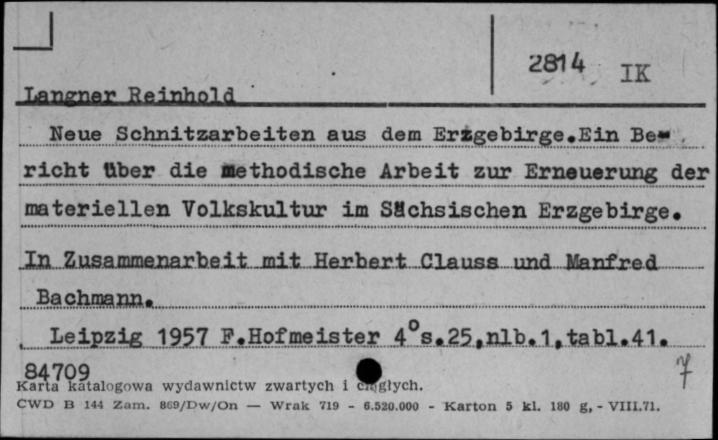 2814 IK
Langner Reinhold
Neue Schnitzarbeiten aus dem Erzgebirge.Ein Be-
richt über die methodische Arbeit zur Erneuerung der
materiellen Volkskultur im Sächsischen Erzgebirge.
In Zusammenarbeit mit Herbert Clauss und Manfred
Bachmann.
Leipzig 1957 F.Hofmeister 4°s.25,nlb.1,tabl.41.
84709
7
Karta katalogowa wydawnictw zwartych i ciągłych.
CWD B 144 Zam. 869/Dw/On — Wrak 719 - 6.520.000 - Karton 5 kl. 180 g, - VIII.71.